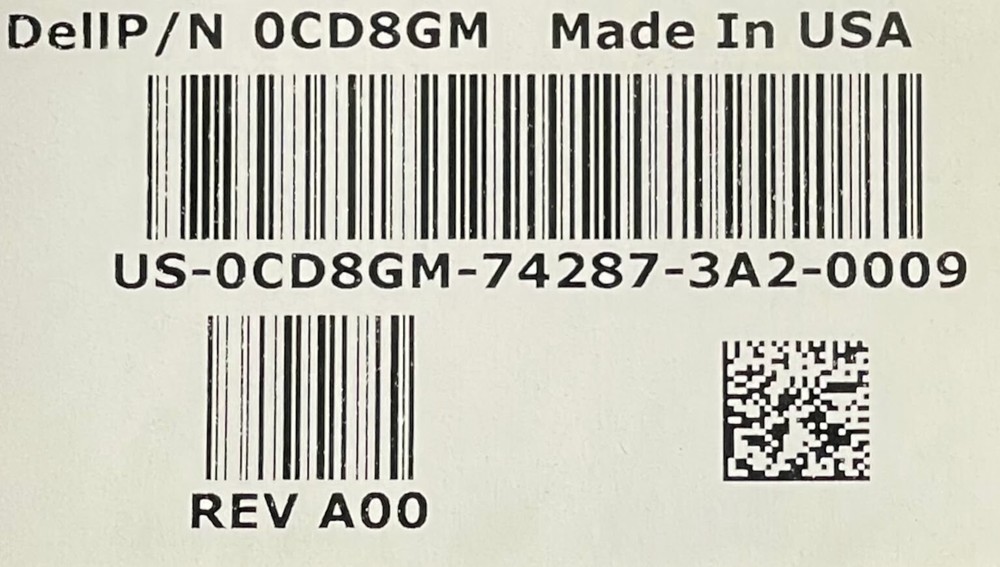 DellP/N 0CD8GM Made In USA
US-0CD8GM-74287-3A2-0009
REV A00